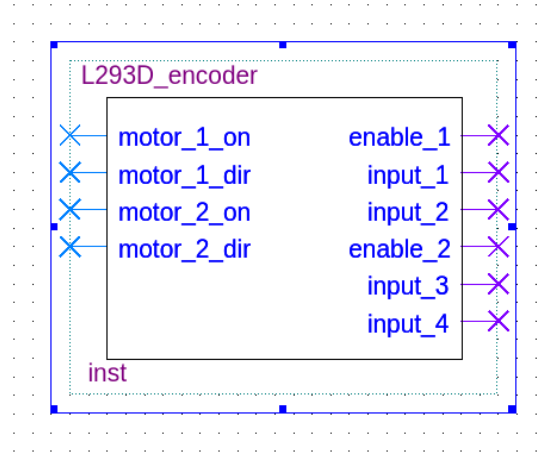 L293D_encoder
motor_1_on enable_1
motor_1_dir input_1
motor_2_on input_2
motor_2_dir enable_2
input_3
input_4
inst